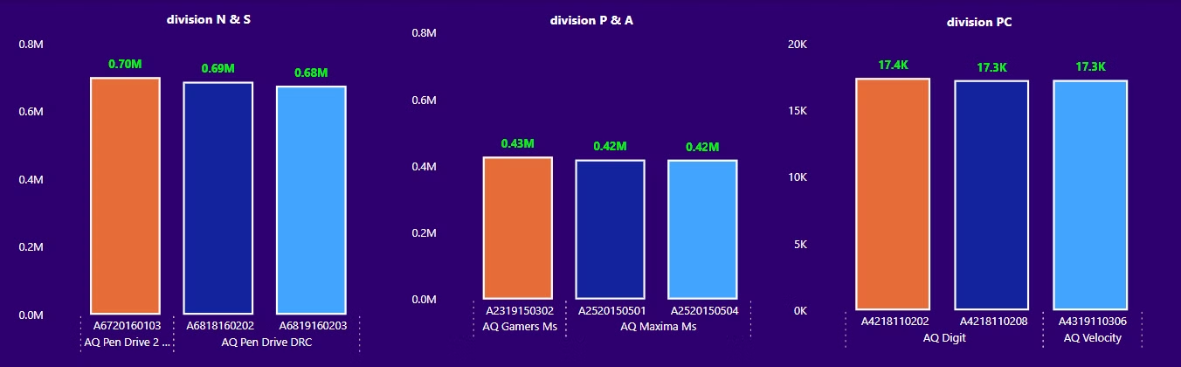 division N & S
0.8M
0.6M
0.4M
0.2M
0.0M
0.70M
0.69M
0.68M
A6720160103
A6818160202
A6819160203
AQ Pen Drive 2 ...
AQ Pen Drive DRC
division P & A
0.8M
0.6M
0.4M
0.2M
0.0M
0.43M
0.42M
0.42M
A2319150302
A2520150501
A2520150504
AQ Gamers Ms
AQ Maxima Ms
division PC
20K
15K
10K
5K
0K
17.4K
17.3K
17.3K
A4218110202
A4218110208
A4319110306
AQ Digit
AQ Velocity